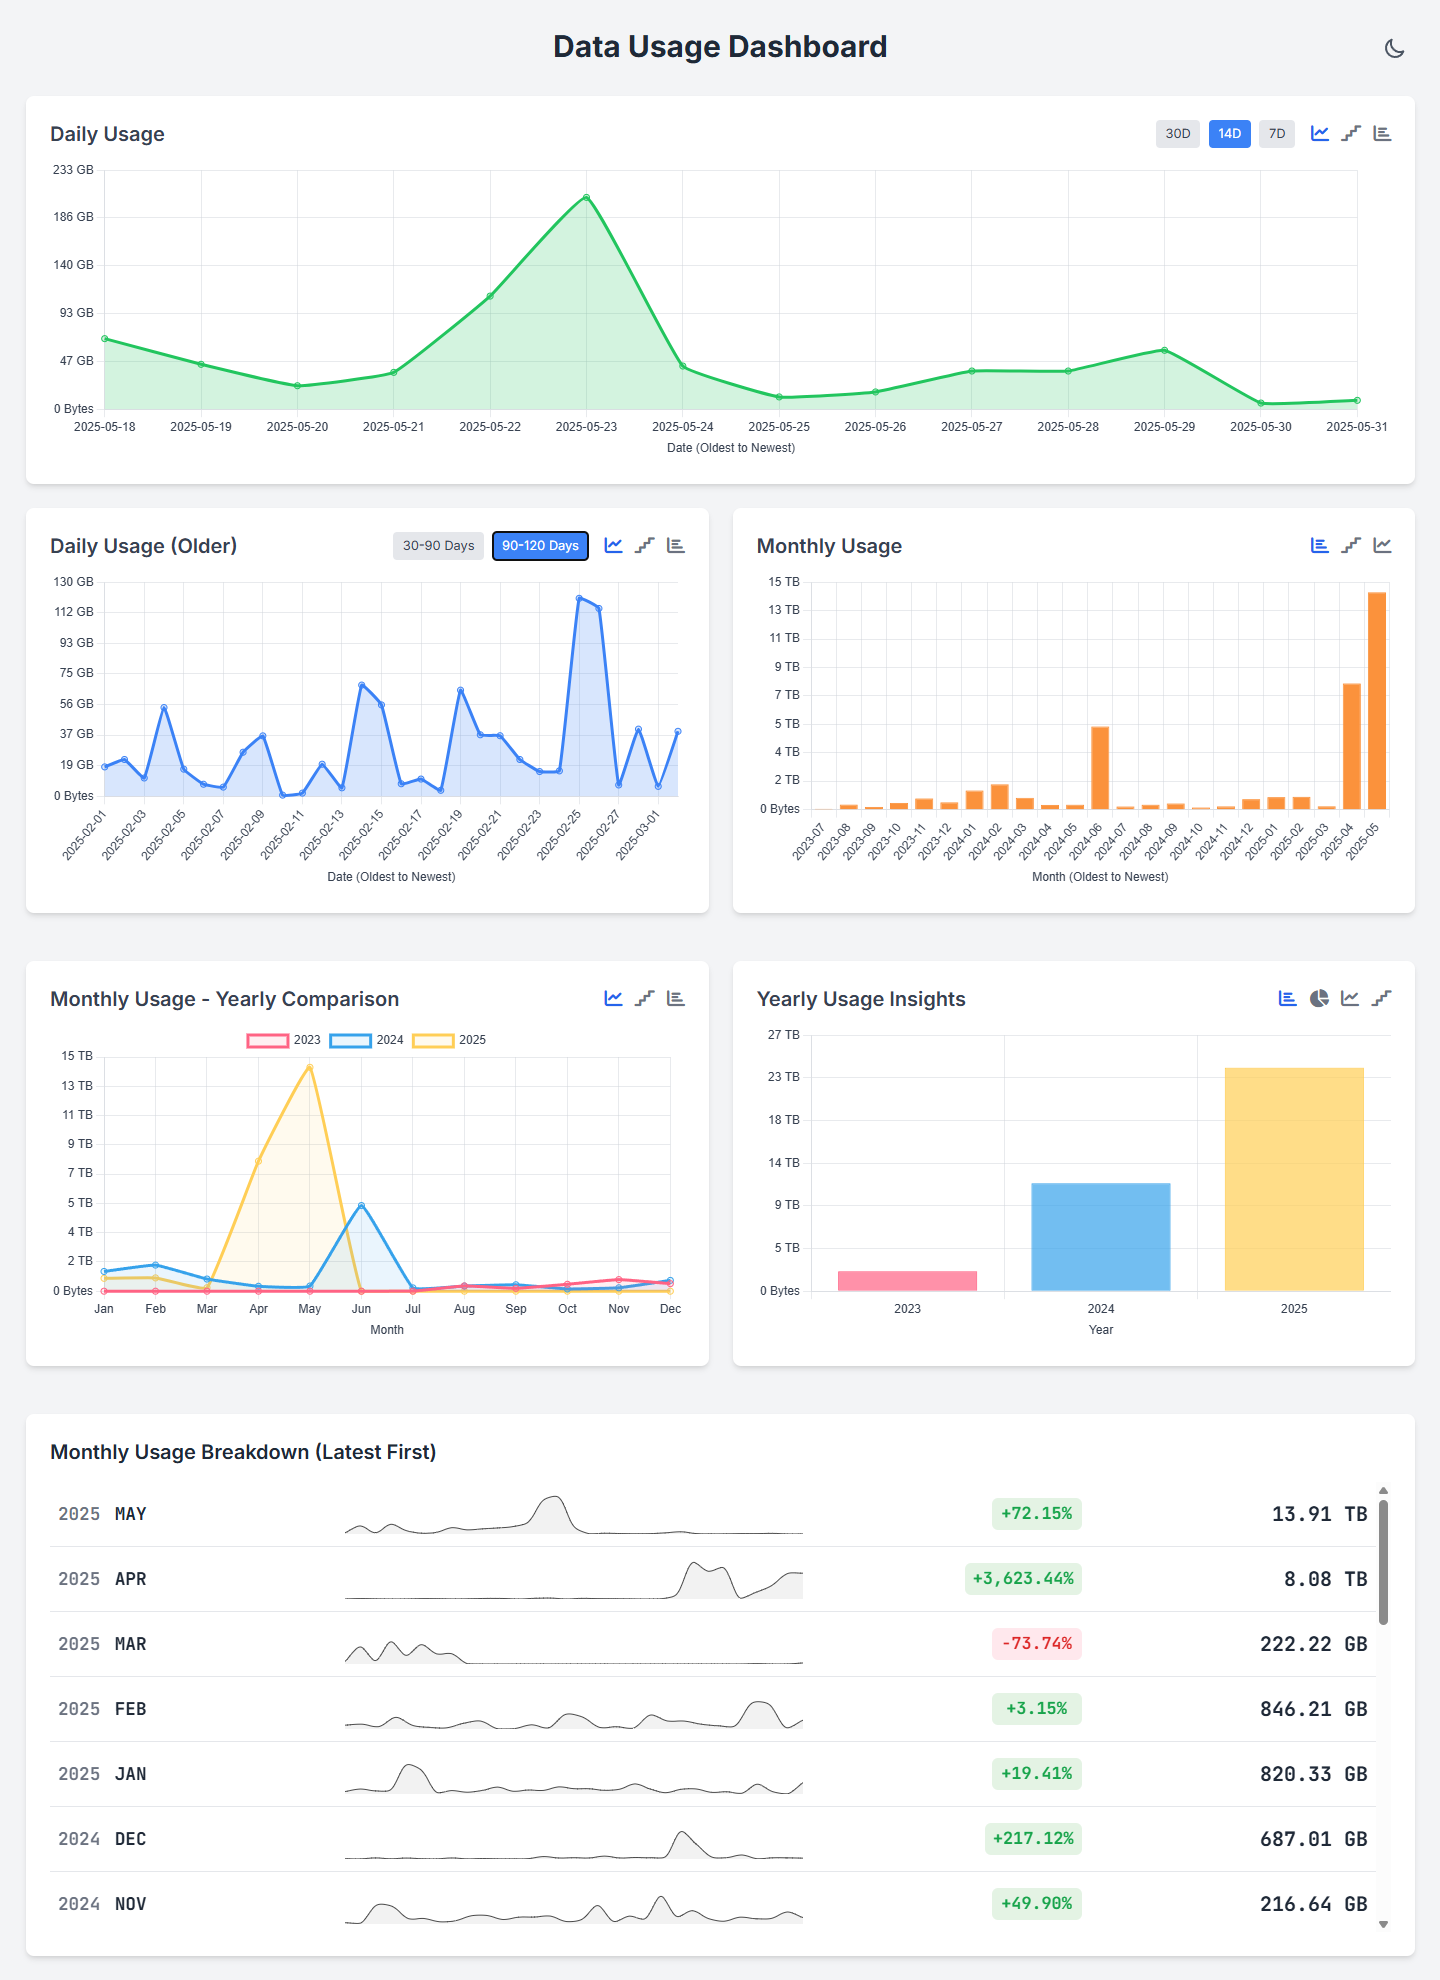 Data Usage Dashboard
Daily Usage
30D 14D 7D
233 GB
186 GB
140 GB
93 GB
47 GB
0 Bytes
2025-05-18 2025-05-19 2025-05-20 2025-05-21 2025-05-22 2025-05-23 2025-05-24 2025-05-25 2025-05-26 2025-05-27 2025-05-28 2025-05-29 2025-05-30 2025-05-31
Date (Oldest to Newest)
Daily Usage (Older)
30-90 Days 90-120 Days
130 GB
112 GB
93 GB
75 GB
56 GB
37 GB
19 GB
0 Bytes
2025-02-01 2025-02-03 2025-02-05 2025-02-07 2025-02-09 2025-02-11 2025-02-13 2025-02-15 2025-02-17 2025-02-19 2025-02-21 2025-02-23 2025-02-25 2025-02-27 2025-03-01
Date (Oldest to Newest)
Monthly Usage
15 TB
13 TB
11 TB
9 TB
7 TB
5 TB
4 TB
2 TB
0 Bytes
2023-07 2023-08 2023-09 2023-10 2023-11 2023-12 2024-01 2024-02 2024-03 2024-04 2024-05 2024-06 2024-07 2024-08 2024-09 2024-10 2024-11 2024-12 2025-01 2025-02 2025-03 2025-04 2025-05
Month (Oldest to Newest)
Monthly Usage - Yearly Comparison
2023 2024 2025
15 TB
13 TB
11 TB
9 TB
7 TB
5 TB
4 TB
2 TB
0 Bytes
Jan Feb Mar Apr May Jun Jul Aug Sep Oct Nov Dec
Month
Yearly Usage Insights
27 TB
23 TB
18 TB
14 TB
9 TB
5 TB
0 Bytes
2023 2024 2025
Year
Monthly Usage Breakdown (Latest First)
2025 MAY +72.15% 13.91 TB
2025 APR +3,623.44% 8.08 TB
2025 MAR -73.74% 222.22 GB
2025 FEB +3.15% 846.21 GB
2025 JAN +19.41% 820.33 GB
2024 DEC +217.12% 687.01 GB
2024 NOV +49.90% 216.64 GB